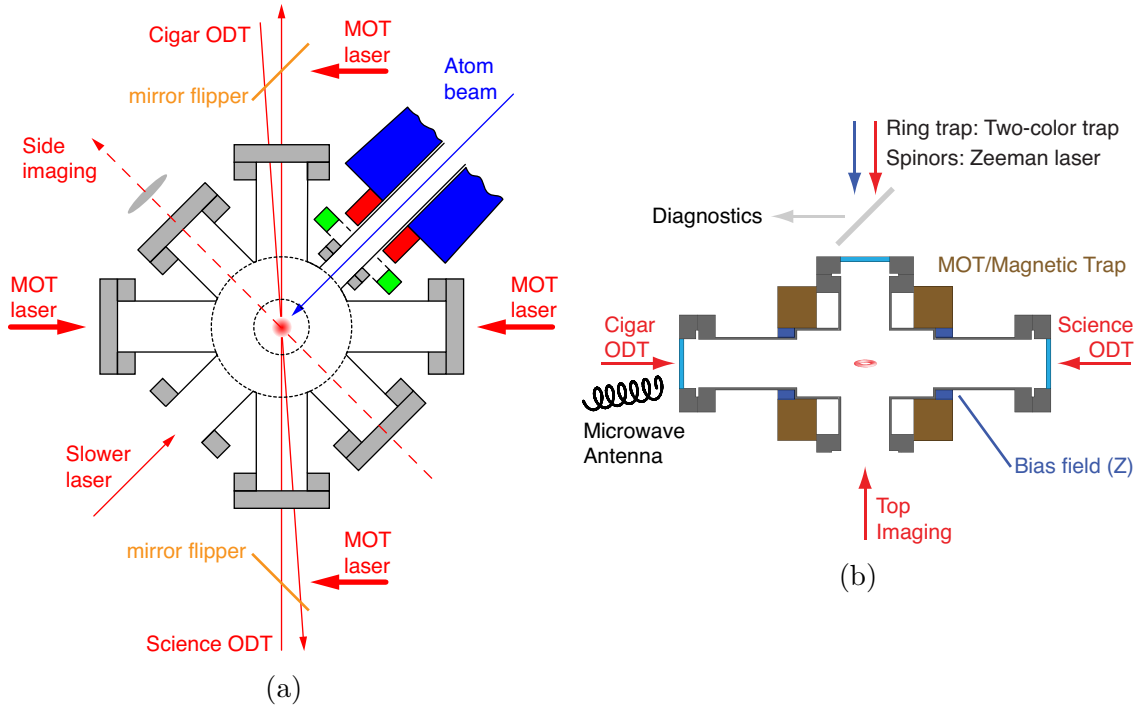 Cigar ODT
MOT
laser
mirror flipper
Atom
beam
Side
imaging
MOT
laser
MOT
laser
Slower
laser
mirror flipper
MOT
laser
Science ODT
(a)
Ring trap: Two-color trap
Spinors: Zeeman laser
Diagnostics
MOT/Magnetic Trap
Cigar
ODT
Science
ODT
Microwave
Antenna
Bias field (Z)
Top
Imaging
(b)